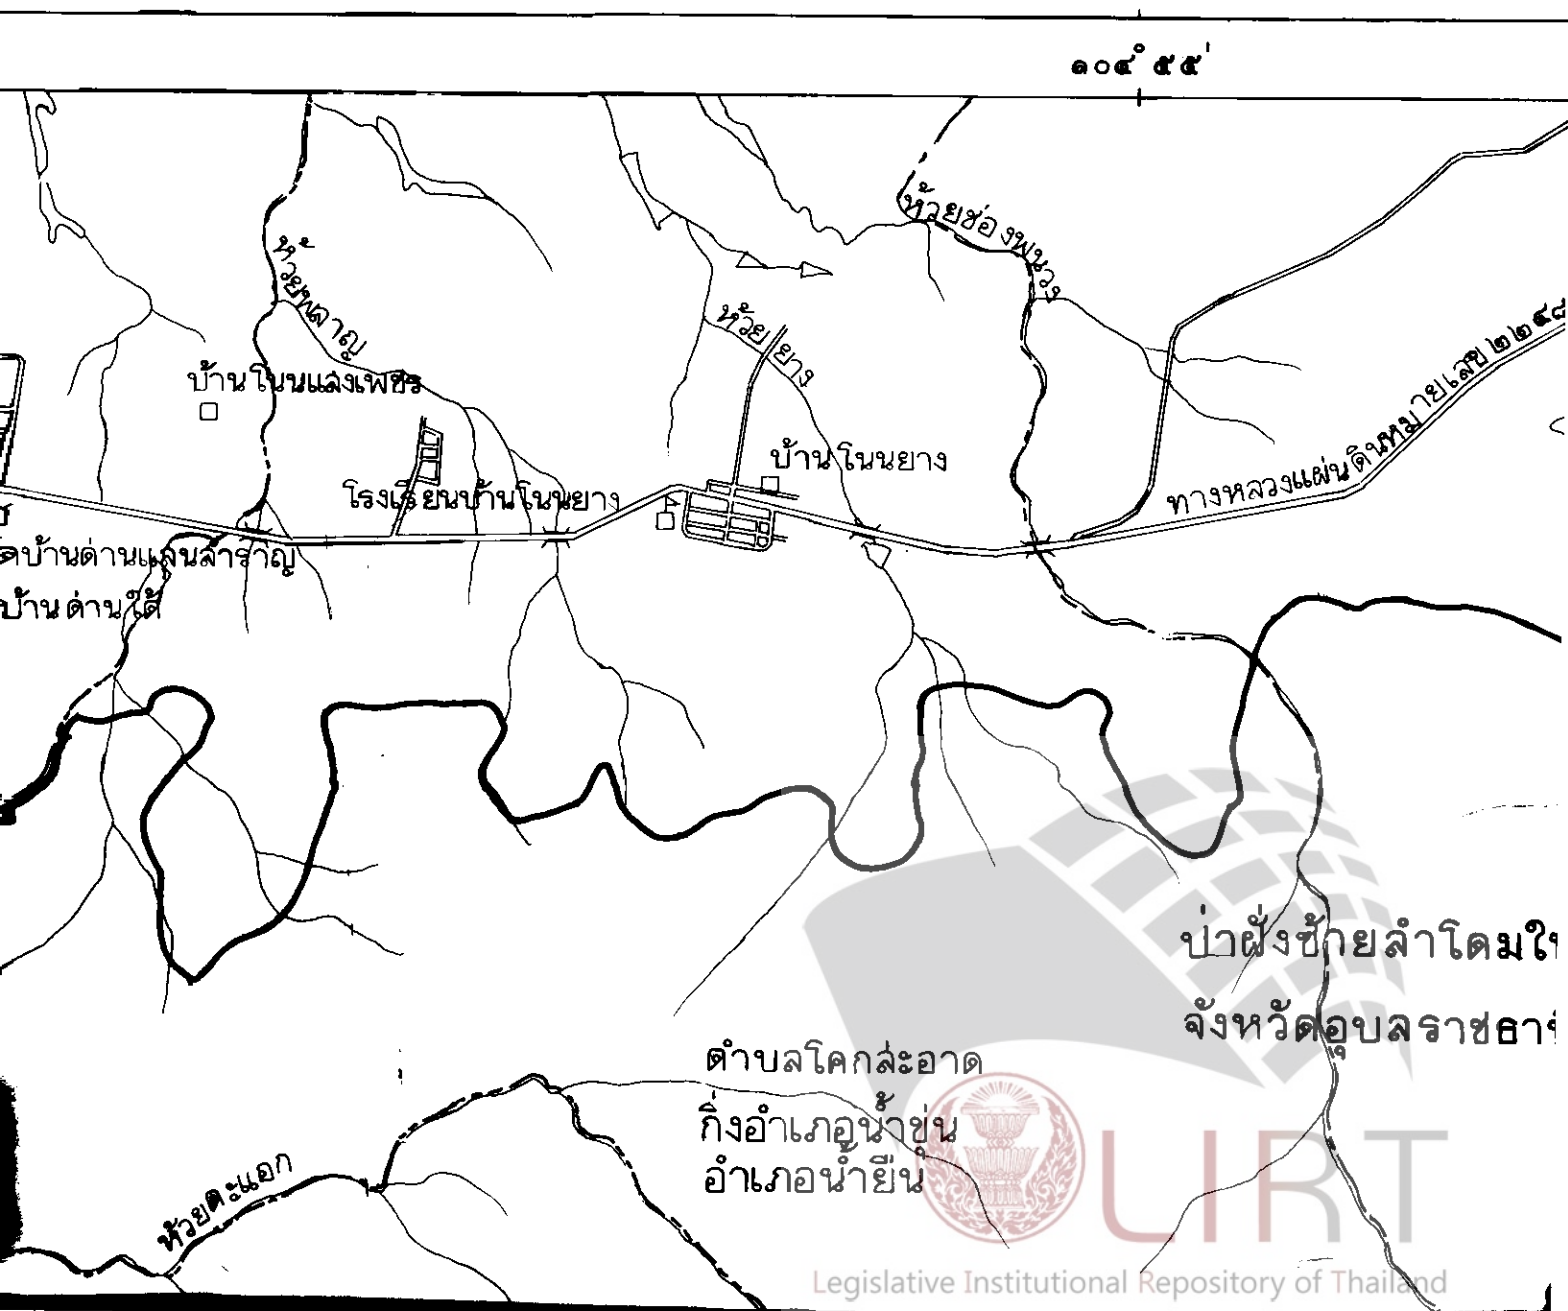 ๑๐๔° ๕๕'
ห้วยช่องพนวง
ห้วยพลาญ
ห้วยยาง
บ้านโนนแสงเพชร
ทางหลวงแผ่นดินหมายเลข ๒๒๔๘
บ้านโนนยาง
โรงเรียนบ้านโนนยาง
บ้านด่านแสนสำราญ
บ้านด่านใต้
ป่าฝั่งซ้ายลำโดมให
จังหวัดอุบลราชธานี
ตำบลโคกสะอาด
กิ่งอำเภอน้ำขุ่น
อำเภอน้ำยืน
ห้วยตะแอก
LIRT
Legislative Institutional Repository of Thailand